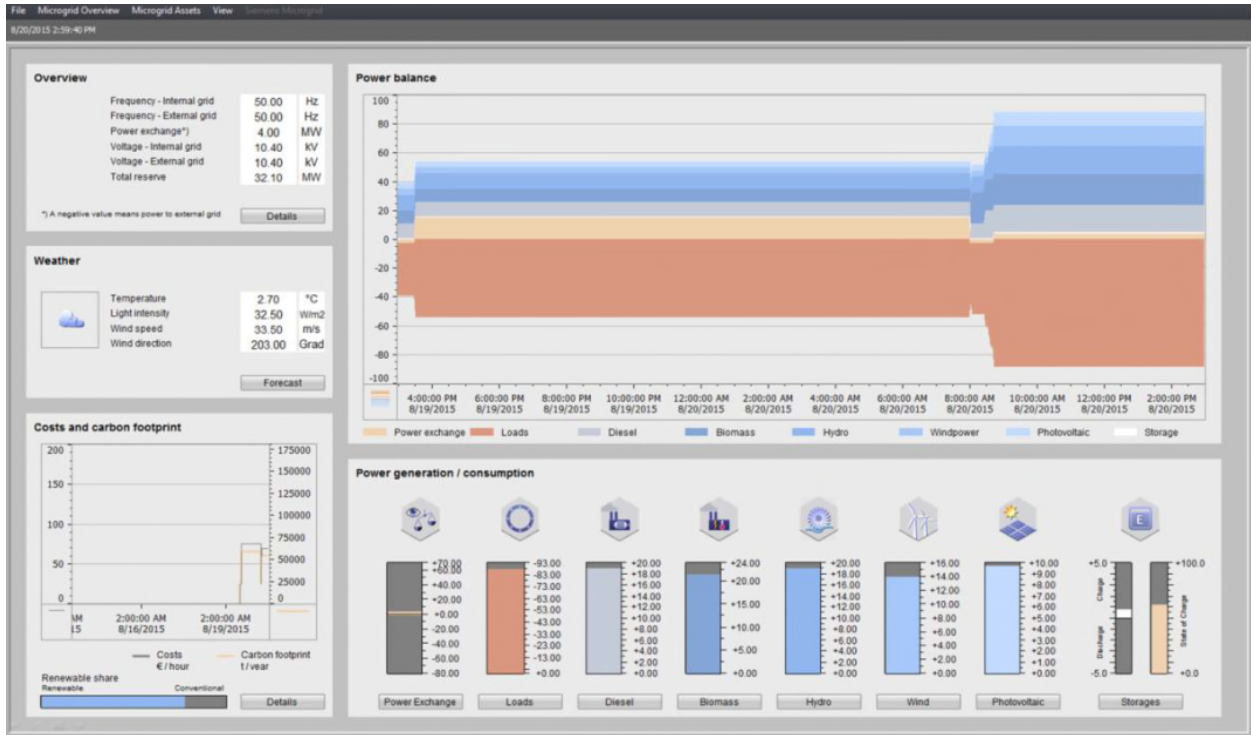 File Microgrid Overview Microgrid Assets View Siemens Microgrid
8/20/2015 2:59:40 PM
Overview
Frequency - Internal grid 50.00 Hz
Frequency - External grid 50.00 Hz
Power exchange*) 4.00 MW
Voltage - Internal grid 10.40 kV
Voltage - External grid 10.40 kV
Total reserve 32.10 MW
*) A negative value means power to external grid Details
Weather
Temperature 2.70 °C
Light intensity 32.50 W/m2
Wind speed 33.50 m/s
Wind direction 203.00 Grad
Forecast
Costs and carbon footprint
200 175000
150000
150 125000
100 100000
75000
50 50000
25000
0 0
AM 2:00:00 AM 2:00:00 AM
15 8/16/2015 8/19/2015
Costs Carbon footprint
€ / hour t / year
Renewable share
Renewable Conventional
Details
Power balance
100
80
60
40
20
0
-20
-40
-60
-80
-100
4:00:00 PM 6:00:00 PM 8:00:00 PM 10:00:00 PM 12:00:00 AM 2:00:00 AM 4:00:00 AM 6:00:00 AM 8:00:00 AM 10:00:00 AM 12:00:00 PM 2:00:00 PM
8/19/2015 8/19/2015 8/19/2015 8/19/2015 8/20/2015 8/20/2015 8/20/2015 8/20/2015 8/20/2015 8/20/2015 8/20/2015 8/20/2015
Power exchange Loads Diesel Biomass Hydro Windpower Photovoltaic Storage
Power generation / consumption
+70.00
+60.00
+40.00
+20.00
+0.00
-20.00
-40.00
-60.00
-80.00
Power Exchange
-93.00
-83.00
-73.00
-63.00
-53.00
-43.00
-33.00
-23.00
-13.00
+0.00
Loads
+20.00
+18.00
+16.00
+14.00
+12.00
+10.00
+8.00
+6.00
+4.00
+2.00
+0.00
Diesel
+24.00
+20.00
+15.00
+10.00
+5.00
+0.00
Biomass
+20.00
+18.00
+16.00
+14.00
+12.00
+10.00
+8.00
+6.00
+4.00
+2.00
+0.00
Hydro
+16.00
+14.00
+12.00
+10.00
+8.00
+6.00
+4.00
+2.00
+0.00
Wind
+10.00
+9.00
+8.00
+7.00
+6.00
+5.00
+4.00
+3.00
+2.00
+1.00
+0.00
Photovoltaic
E
+5.0 +100.0
Charge
Discharge
State of Charge
-5.0 +0.0
Storages